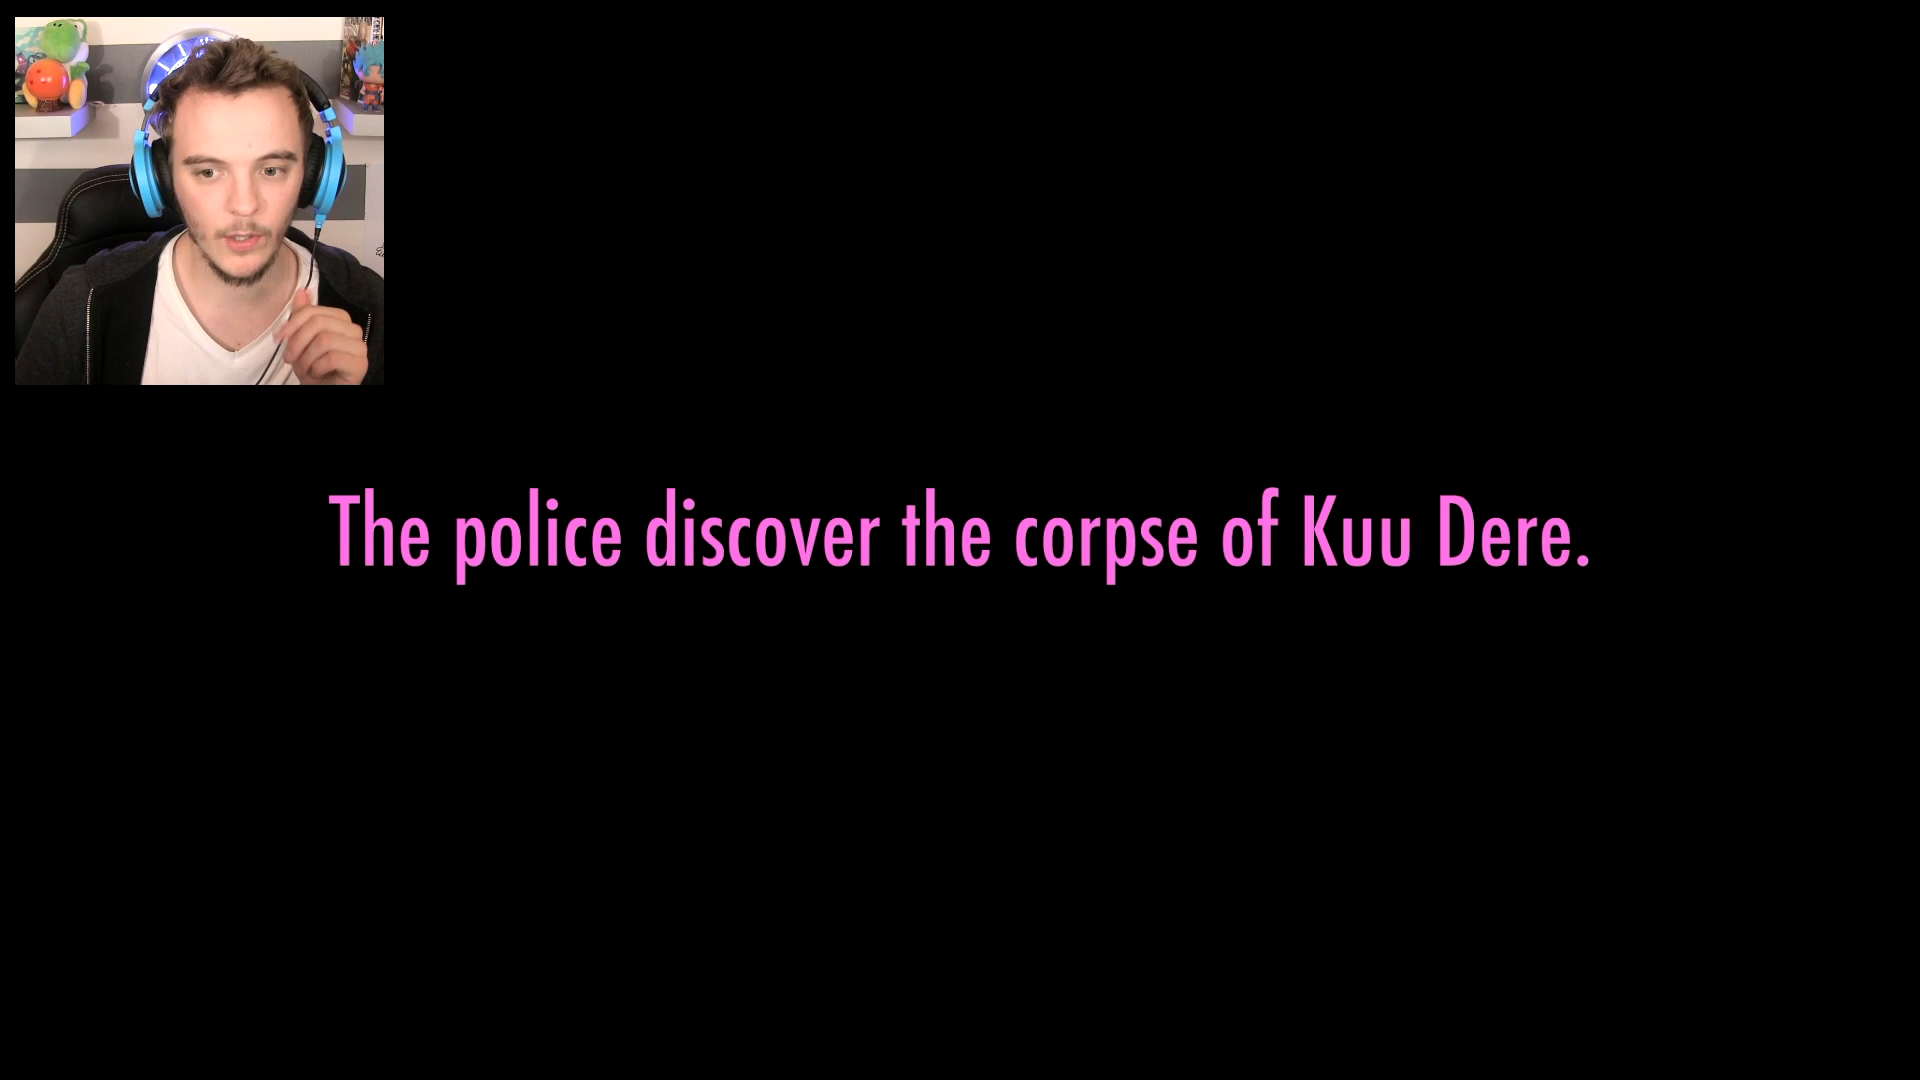 The police discover the corpse of Kuu Dere.